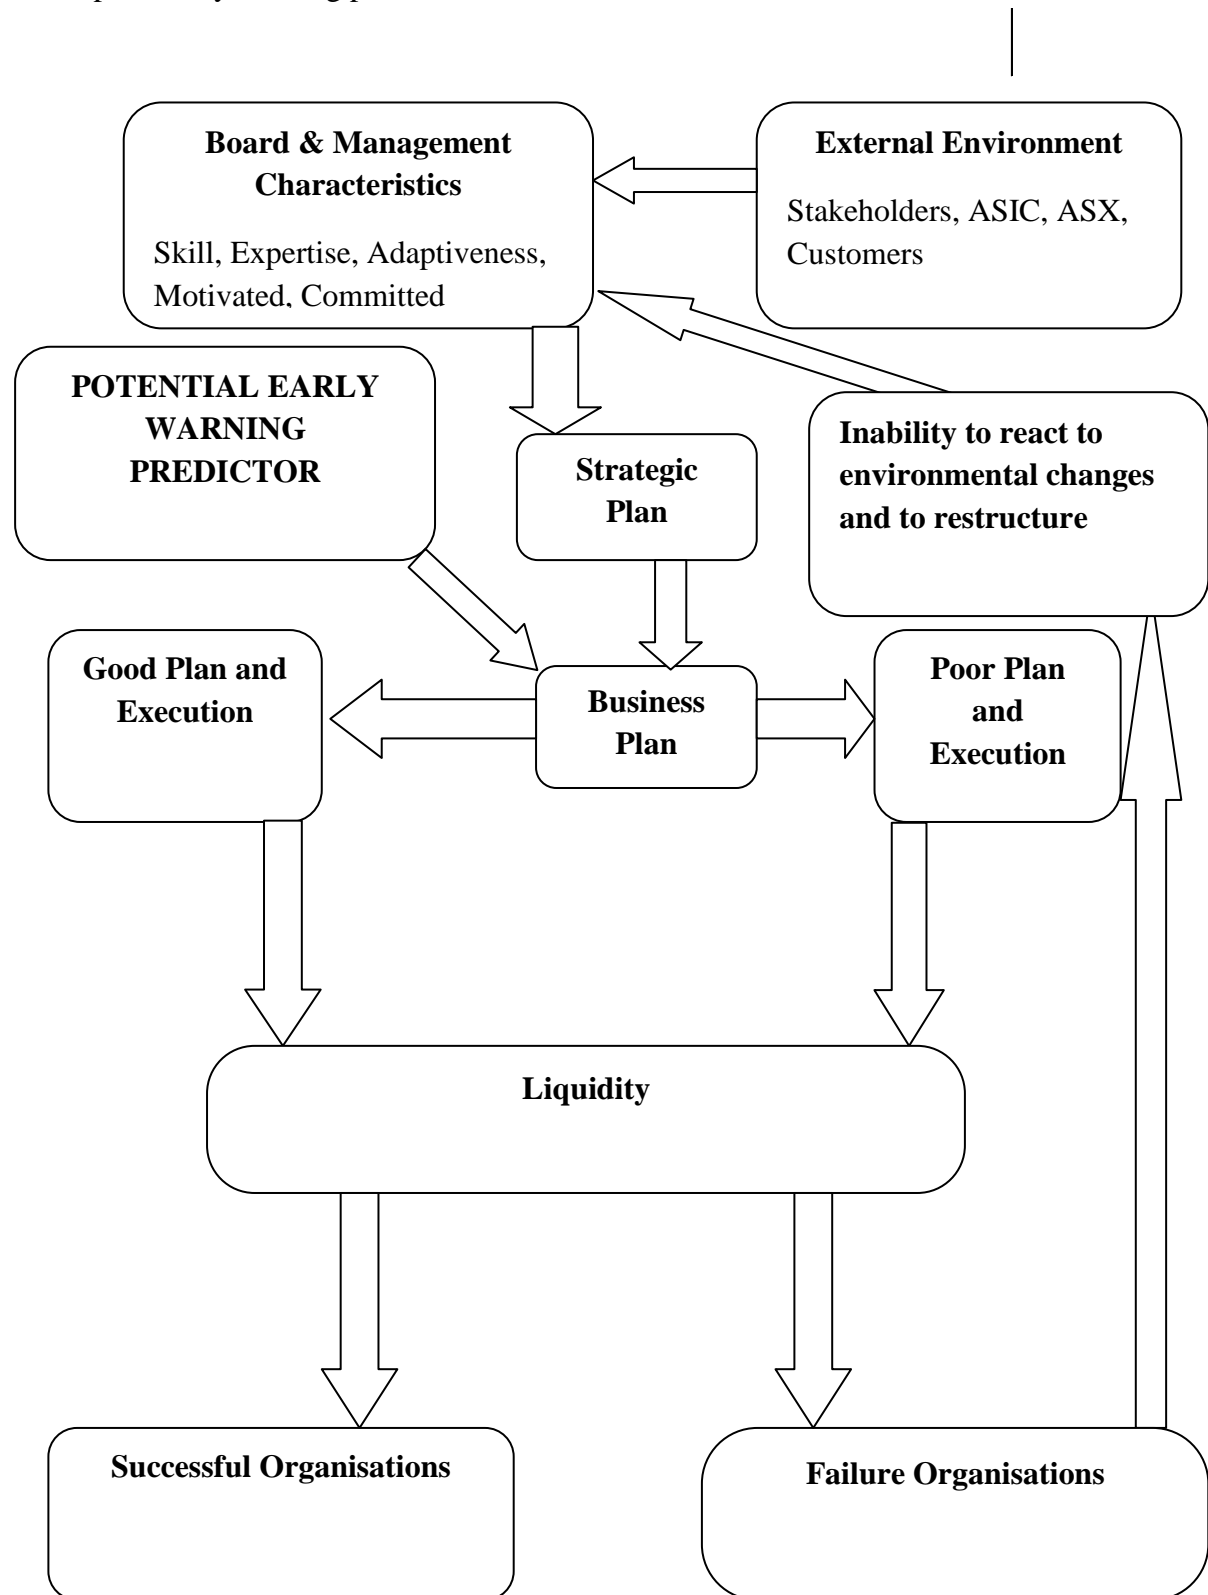 Board & Management
Characteristics
Skill, Expertise, Adaptiveness,
Motivated, Committed
External Environment
Stakeholders, ASIC, ASX,
Customers
POTENTIAL EARLY
WARNING
PREDICTOR
Strategic
Plan
Inability to react to
environmental changes
and to restructure
Good Plan and
Execution
Business
Plan
Poor Plan
and
Execution
Liquidity
Successful Organisations
Failure Organisations